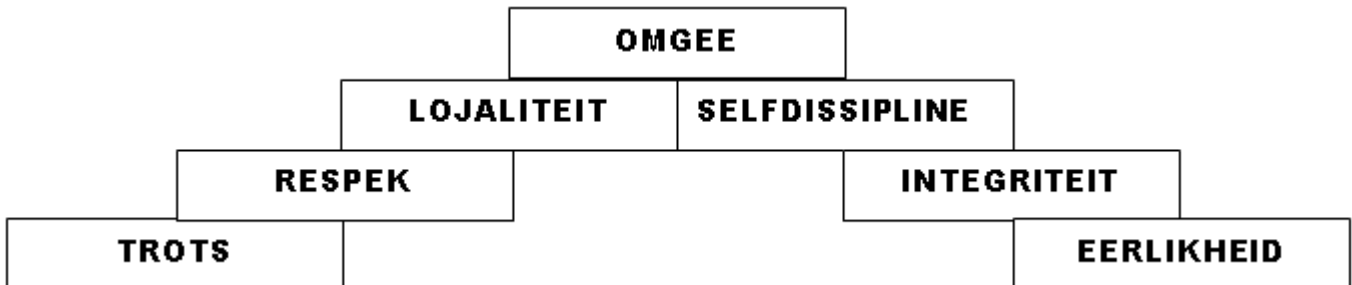 OMGEE
LOJALITEIT SELFDISSIPLINE
RESPEK INTEGRITEIT
TROTS EERLIKHEID